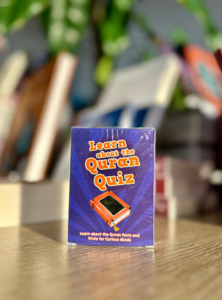 Learn
about the
Quran
Quiz
Learn about the Quran Facts and
Trivia for Curious Minds